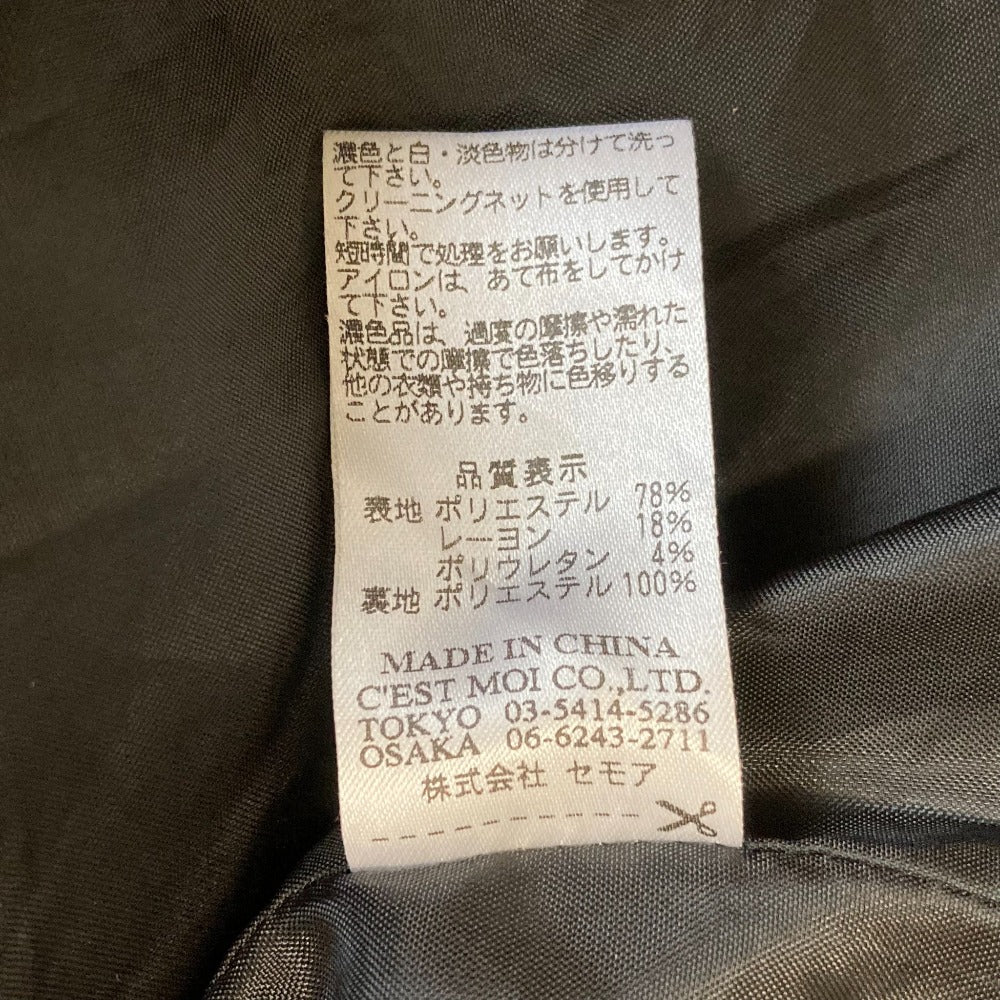 濃色と白・淡色物は分けて洗っ
て下さい。
クリーニングネットを使用して
下さい。
短時間で処理をお願いします。
アイロンは、あて布をしてかけ
て下さい。
濃色品は、過度の摩擦や濡れた
状態での摩擦で色落ちしたり、
他の衣類や持ち物に色移りする
ことがあります。
品質表示
表地 ポリエステル 78%
レーヨン 18%
ポリウレタン 4%
裏地 ポリエステル 100%
MADE IN CHINA
C'EST MOI CO.,LTD.
TOKYO 03-5414-5286
OSAKA 06-6243-2711
株式会社 セモア